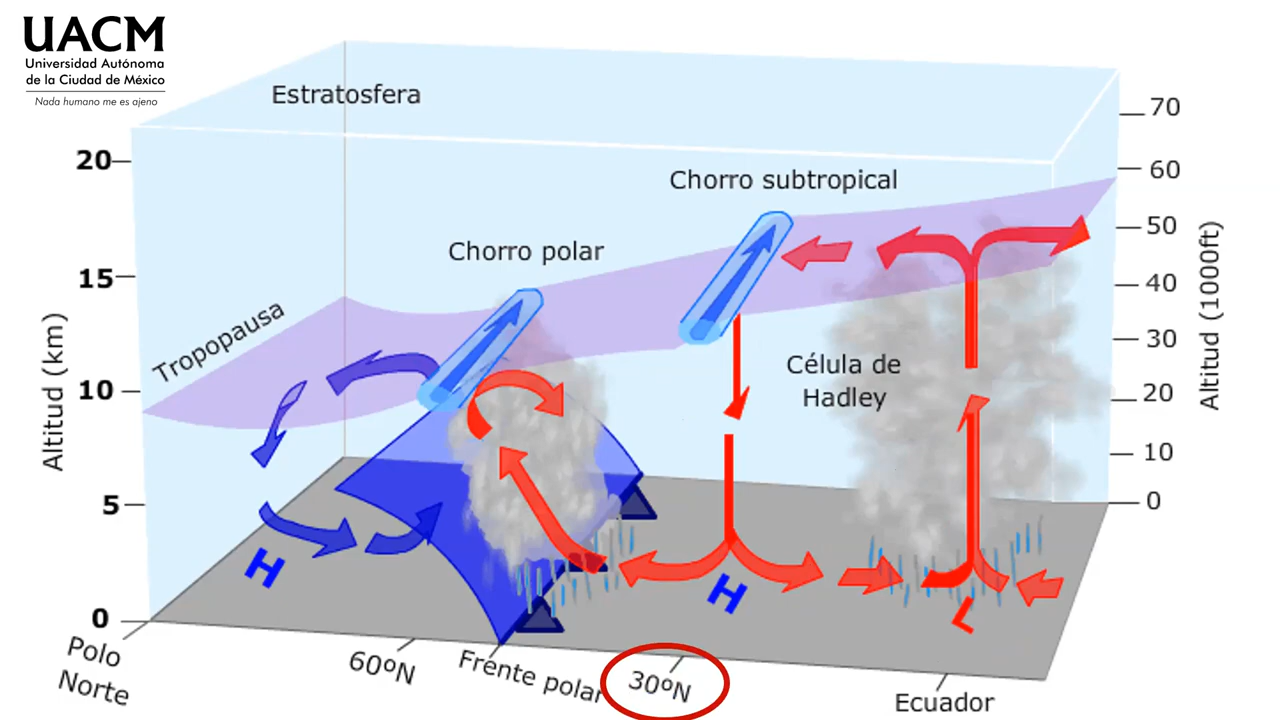 UACM
Universidad Autónoma
de la Ciudad de México
Nada humano me es ajeno
Estratosfera
Chorro subtropical
Chorro polar
Tropopausa
Célula de
Hadley
Altitud (km)
20
15
10
5
0
Altitud (1000ft)
70
60
50
40
30
20
10
0
H
H
L
Polo
Norte
60ºN
Frente polar
30ºN
Ecuador